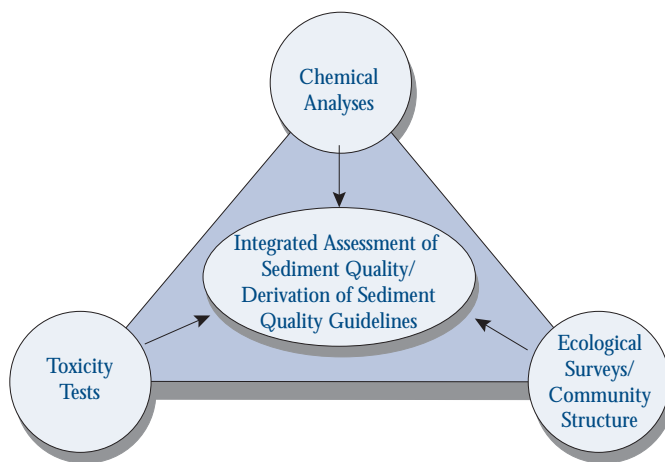 Chemical
Analyses
Integrated Assessment of
Sediment Quality/
Derivation of Sediment
Quality Guidelines
Toxicity
Tests
Ecological
Surveys/
Community
Structure